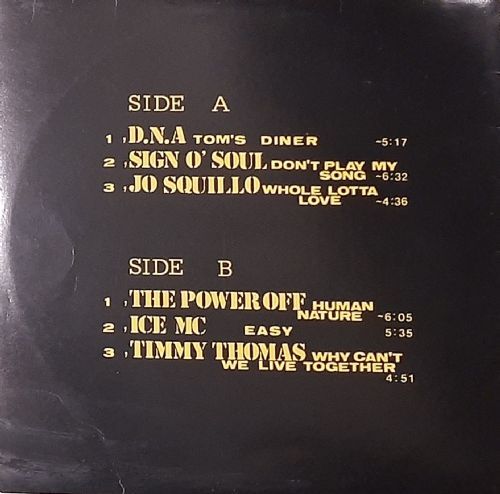 SIDE A
1 , D.N.A TOM'S DINER ~5:17
2 , SIGN O' SOUL DON'T PLAY MY
SONG ~6:32
3 , JO SQUILLO WHOLE LOTTA
LOVE ~4:36
SIDE B
1 , THE POWER OFF HUMAN
NATURE ~6:05
2 , ICE MC EASY 5:35
3 , TIMMY THOMAS WHY CAN'T
WE LIVE TOGETHER
4:51